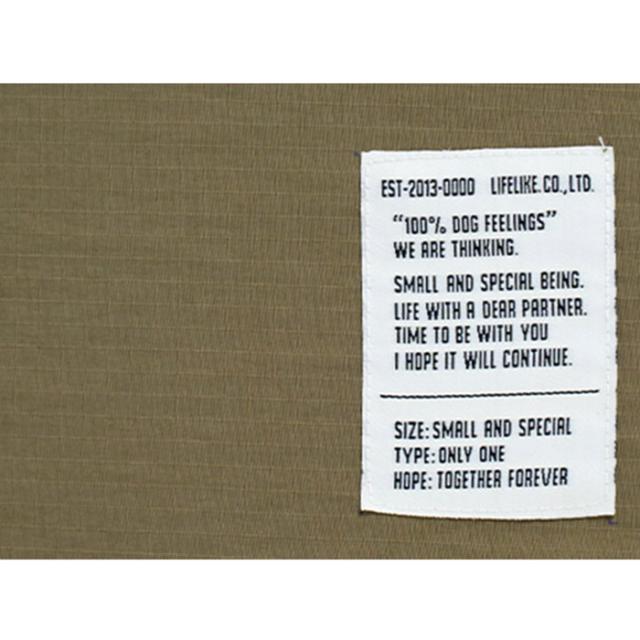 EST-2013-0000 LIFELIKE.CO.,LTD.
“100% DOG FEELINGS”
WE ARE THINKING.
SMALL AND SPECIAL BEING.
LIFE WITH A DEAR PARTNER.
TIME TO BE WITH YOU
I HOPE IT WILL CONTINUE.
SIZE: SMALL AND SPECIAL
TYPE: ONLY ONE
HOPE: TOGETHER FOREVER